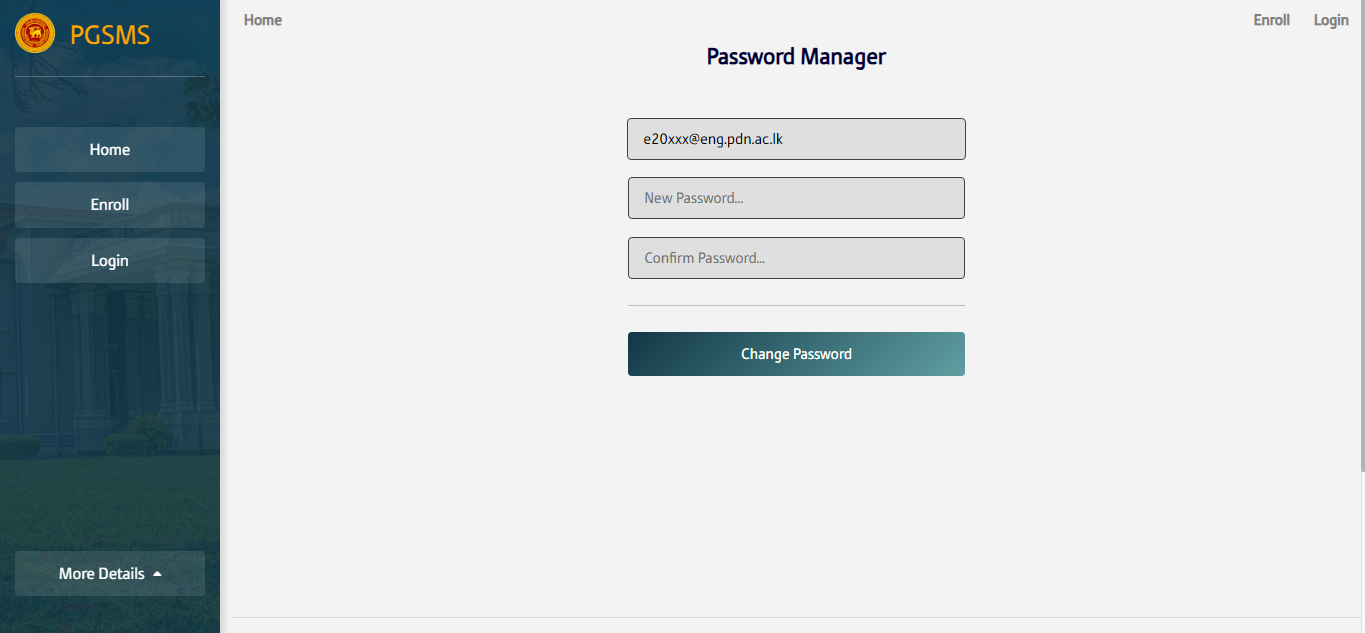 PGSMS
Home
Enroll
Login
More Details
Home
Enroll
Login
Password Manager
e20xxx@eng.pdn.ac.lk
New Password...
Confirm Password...
Change Password